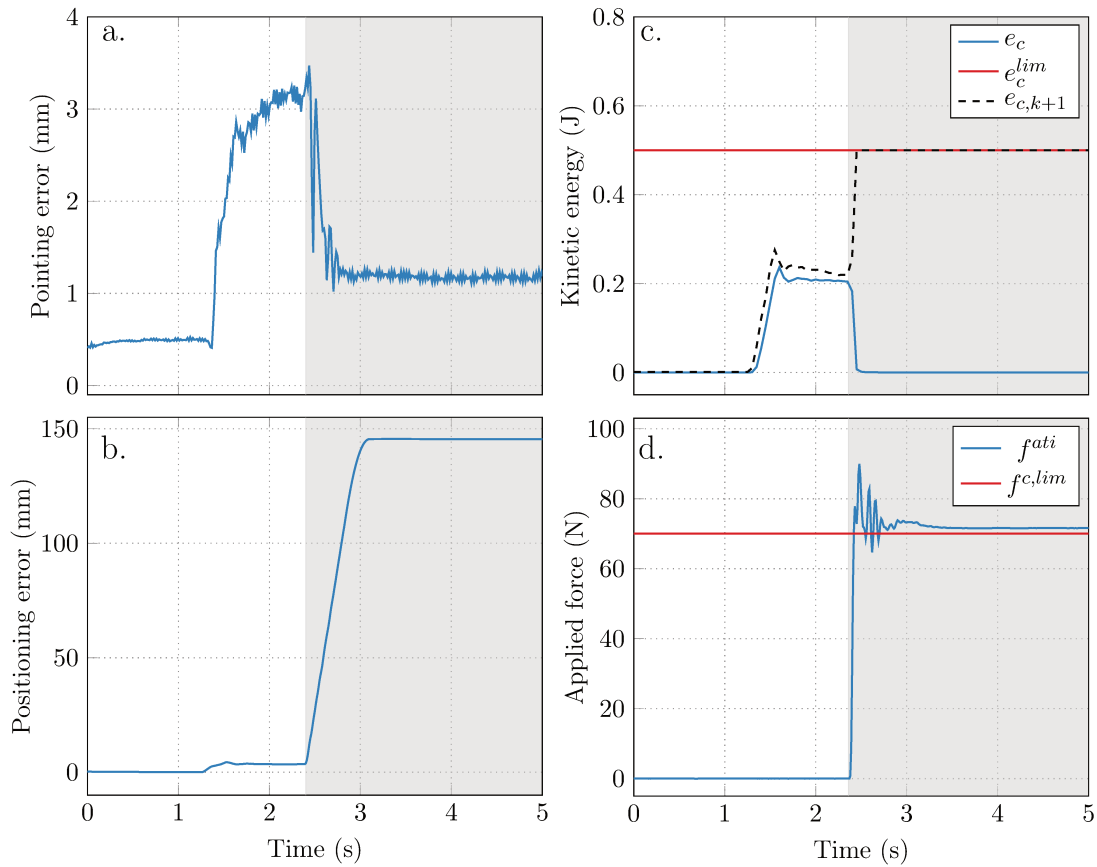 a.
4
3
2
1
0
Pointing error (mm)
c.
0.8
0.6
0.4
0.2
0
Kinetic energy (J)
e_c
e_c^{lim}
e_{c,k+1}
b.
150
100
50
0
Positioning error (mm)
0 1 2 3 4 5
Time (s)
d.
100
80
60
40
20
0
Applied force (N)
f^{ati}
f^{c,lim}
0 1 2 3 4 5
Time (s)